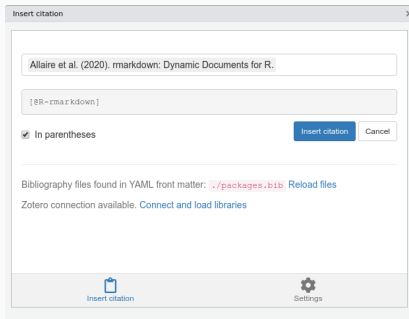 Insert citation
Allaire et al. (2020). rmarkdown: Dynamic Documents for R.
[@R-rmarkdown]
In parentheses
Insert citation Cancel
Bibliography files found in YAML front matter: ./packages.bib Reload files
Zotero connection available. Connect and load libraries
Insert citation Settings